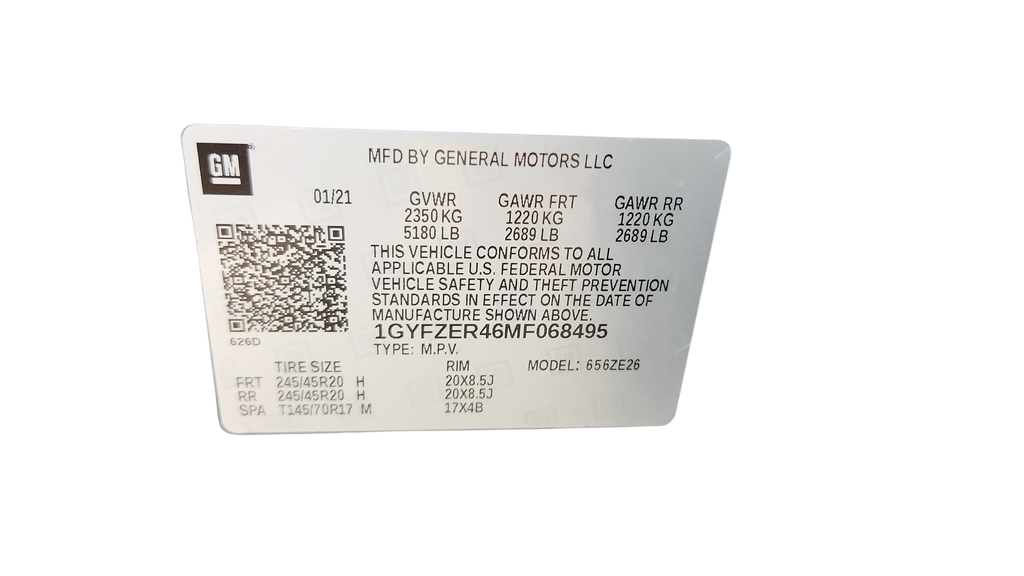 GM
MFD BY GENERAL MOTORS LLC
01/21 GVWR GAWR FRT GAWR RR
2350 KG 1220 KG 1220 KG
5180 LB 2689 LB 2689 LB
THIS VEHICLE CONFORMS TO ALL
APPLICABLE U.S. FEDERAL MOTOR
VEHICLE SAFETY AND THEFT PREVENTION
STANDARDS IN EFFECT ON THE DATE OF
MANUFACTURE SHOWN ABOVE.
1GYFZER46MF068495
626D
TYPE: M.P.V.
TIRE SIZE RIM MODEL: 656ZE26
FRT 245/45R20 H 20X8.5J
RR 245/45R20 H 20X8.5J
SPA T145/70R17 M 17X4B